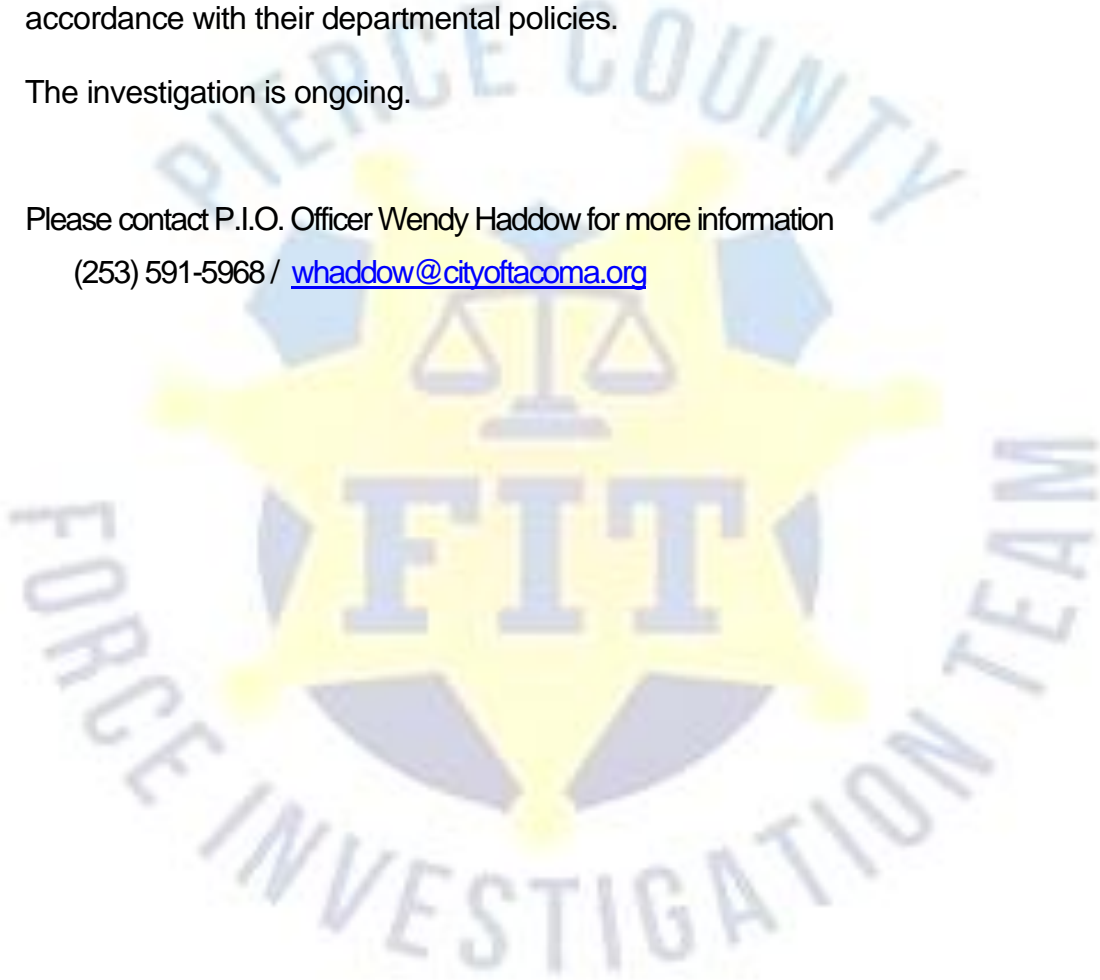 accordance with their departmental policies.
The investigation is ongoing.
Please contact P.I.O. Officer Wendy Haddow for more information
(253) 591-5968 / whaddow@cityoftacoma.org
PIERCE COUNTY
FIT
FORCE INVESTIGATION TEAM